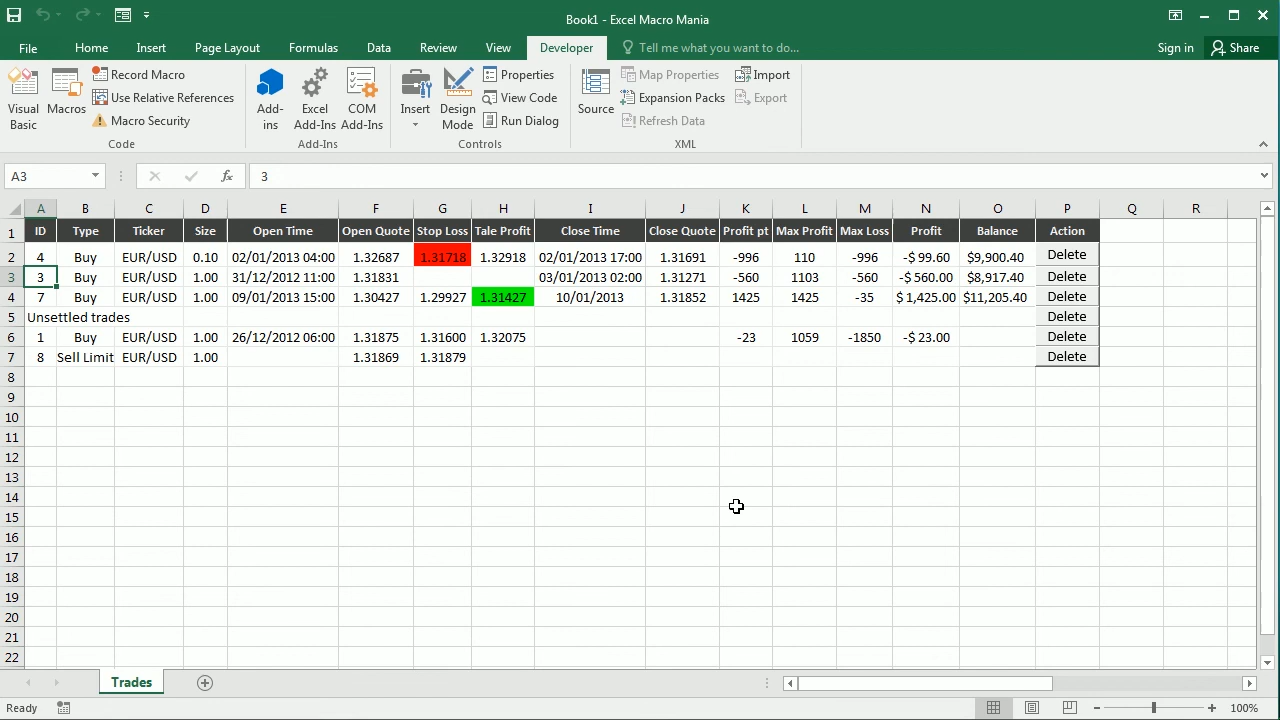 Book1 - Excel Macro Mania
File Home Insert Page Layout Formulas Data Review View Developer Tell me what you want to do... Sign in Share
Visual Basic
Macros
Record Macro
Use Relative References
Macro Security
Code
Add-ins
Excel Add-Ins
COM Add-Ins
Add-Ins
Insert
Design Mode
Properties
View Code
Run Dialog
Controls
Source
Map Properties
Expansion Packs
Refresh Data
Import
Export
XML
A3 fx 3
A B C D E F G H I J K L M N O P Q R
1 ID Type Ticker Size Open Time Open Quote Stop Loss Tale Profit Close Time Close Quote Profit pt Max Profit Max Loss Profit Balance Action
2 4 Buy EUR/USD 0.10 02/01/2013 04:00 1.32687 1.31718 1.32918 02/01/2013 17:00 1.31691 -996 110 -996 -$ 99.60 $9,900.40 Delete
3 3 Buy EUR/USD 1.00 31/12/2012 11:00 1.31831 03/01/2013 02:00 1.31271 -560 1103 -560 -$ 560.00 $8,917.40 Delete
4 7 Buy EUR/USD 1.00 09/01/2013 15:00 1.30427 1.29927 1.31427 10/01/2013 1.31852 1425 1425 -35 $ 1,425.00 $11,205.40 Delete
5 Unsettled trades Delete
6 1 Buy EUR/USD 1.00 26/12/2012 06:00 1.31875 1.31600 1.32075 -23 1059 -1850 -$ 23.00 Delete
7 8 Sell Limit EUR/USD 1.00 1.31869 1.31879 Delete
8
9
10
11
12
13
14
15
16
17
18
19
20
21
22
Trades
Ready 100%